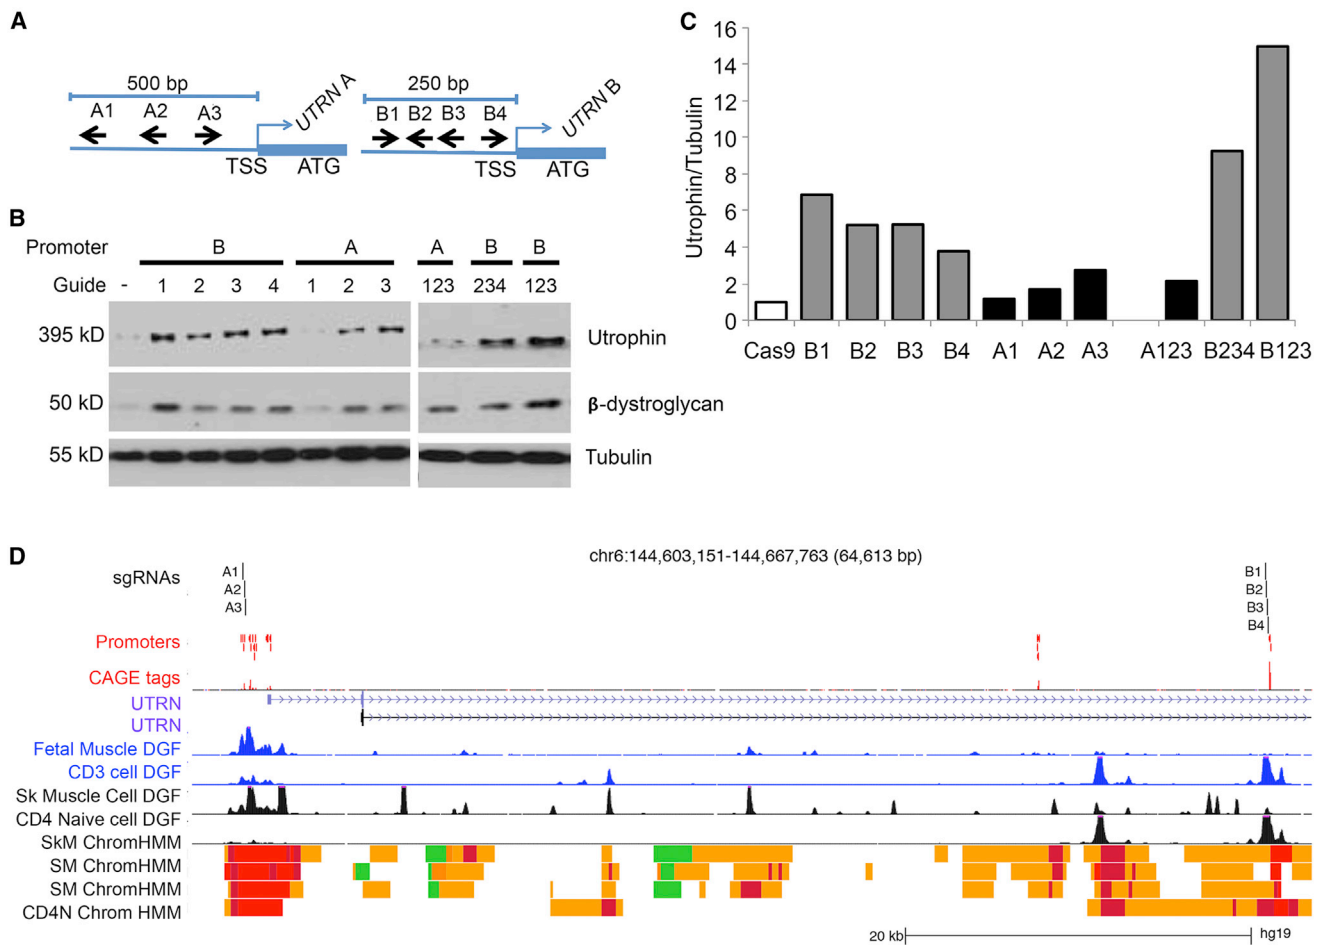 A
500 bp
A1 A2 A3
UTRN A
TSS ATG
250 bp
B1 B2 B3 B4
UTRN B
TSS ATG
B
Promoter B A A B B
Guide - 1 2 3 4 1 2 3 123 234 123
395 kD Utrophin
50 kD β-dystroglycan
55 kD Tubulin
C
Utrophin/Tubulin
16
14
12
10
8
6
4
2
0
Cas9 B1 B2 B3 B4 A1 A2 A3 A123 B234 B123
D
chr6:144,603,151-144,667,763 (64,613 bp)
sgRNAs
A1
A2
A3
B1
B2
B3
B4
Promoters
CAGE tags
UTRN
UTRN
Fetal Muscle DGF
CD3 cell DGF
Sk Muscle Cell DGF
CD4 Naive cell DGF
SkM ChromHMM
SM ChromHMM
SM ChromHMM
CD4N Chrom HMM
20 kb hg19